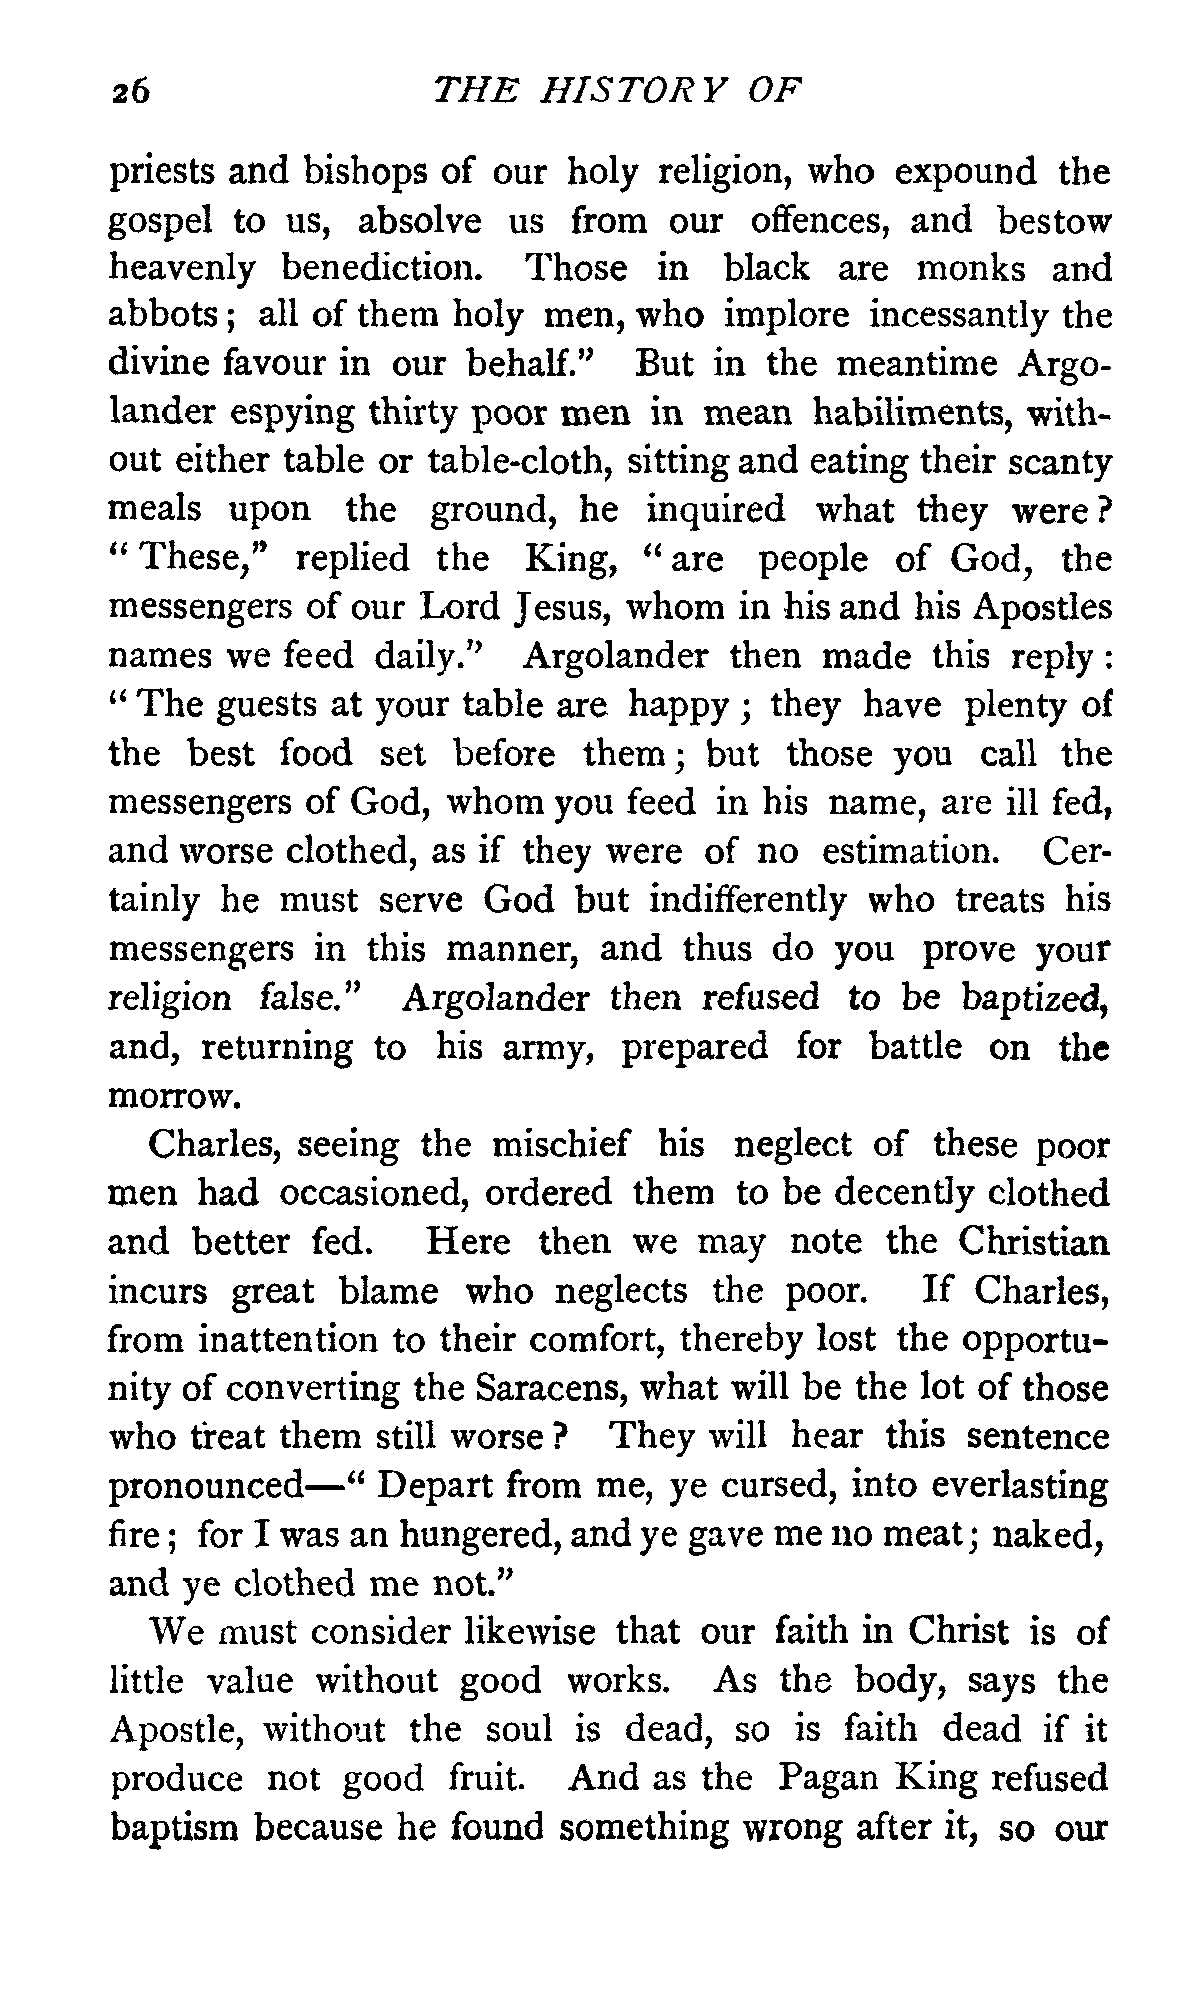 26 THE HISTORY OF
priests and bishops of our holy religion, who expound the
gospel to us, absolve us from our offences, and bestow
heavenly benediction. Those in black are monks and
abbots; all of them holy men, who implore incessantly the
divine favour in our behalf." But in the meantime Argo-
lander espying thirty poor men in mean habiliments, with-
out either table or table-cloth, sitting and eating their scanty
meals upon the ground, he inquired what they were?
"These," replied the King, "are people of God, the
messengers of our Lord Jesus, whom in his and his Apostles
names we feed daily." Argolander then made this reply:
"The guests at your table are happy; they have plenty of
the best food set before them; but those you call the
messengers of God, whom you feed in his name, are ill fed,
and worse clothed, as if they were of no estimation. Cer-
tainly he must serve God but indifferently who treats his
messengers in this manner, and thus do you prove your
religion false." Argolander then refused to be baptized,
and, returning to his army, prepared for battle on the
morrow.
Charles, seeing the mischief his neglect of these poor
men had occasioned, ordered them to be decently clothed
and better fed. Here then we may note the Christian
incurs great blame who neglects the poor. If Charles,
from inattention to their comfort, thereby lost the opportu-
nity of converting the Saracens, what will be the lot of those
who treat them still worse? They will hear this sentence
pronounced—"Depart from me, ye cursed, into everlasting
fire; for I was an hungered, and ye gave me no meat; naked,
and ye clothed me not."
We must consider likewise that our faith in Christ is of
little value without good works. As the body, says the
Apostle, without the soul is dead, so is faith dead if it
produce not good fruit. And as the Pagan King refused
baptism because he found something wrong after it, so our